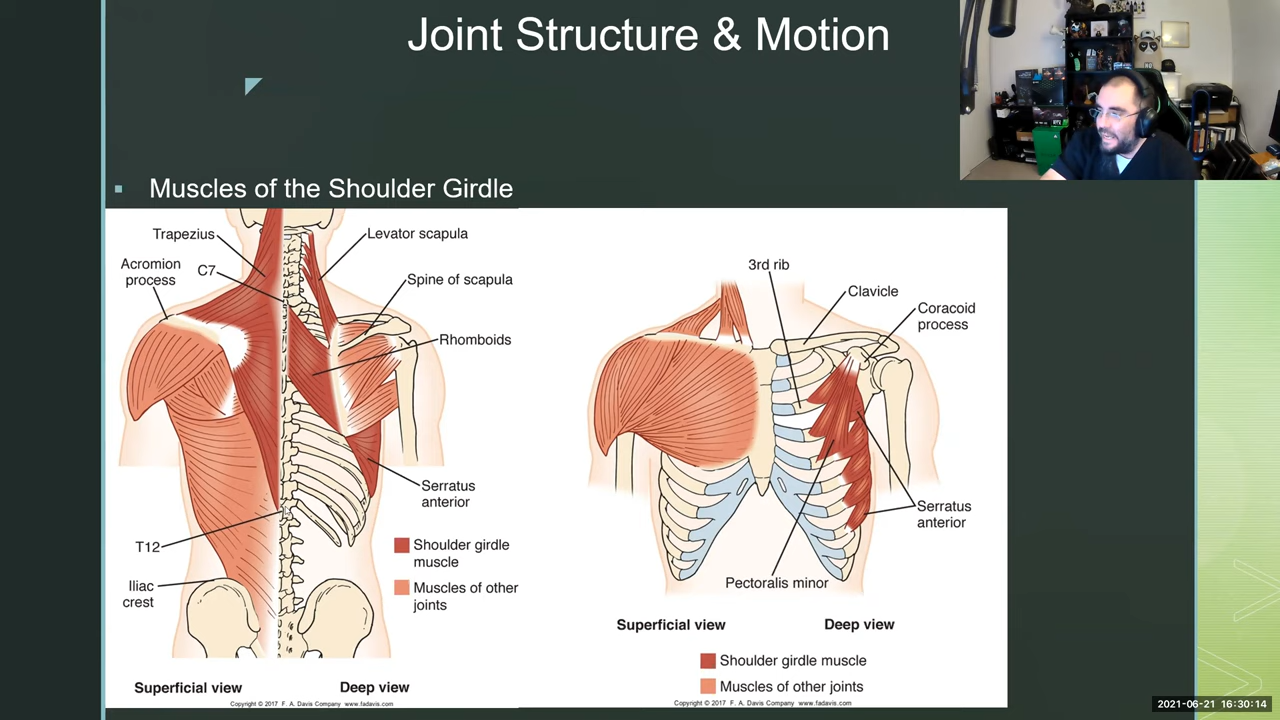 Joint Structure & Motion
Muscles of the Shoulder Girdle
Trapezius
Levator scapula
Acromion
process
C7
Spine of scapula
Rhomboids
Serratus
anterior
T12
Iliac
crest
Shoulder girdle
muscle
Muscles of other
joints
Superficial view
Deep view
Copyright © 2017 F. A. Davis Company www.fadavis.com
3rd rib
Clavicle
Coracoid
process
Serratus
anterior
Pectoralis minor
Superficial view
Deep view
Shoulder girdle muscle
Muscles of other joints
Copyright © 2017 F. A. Davis Company www.fadavis.com
2021-06-21 16:30:14